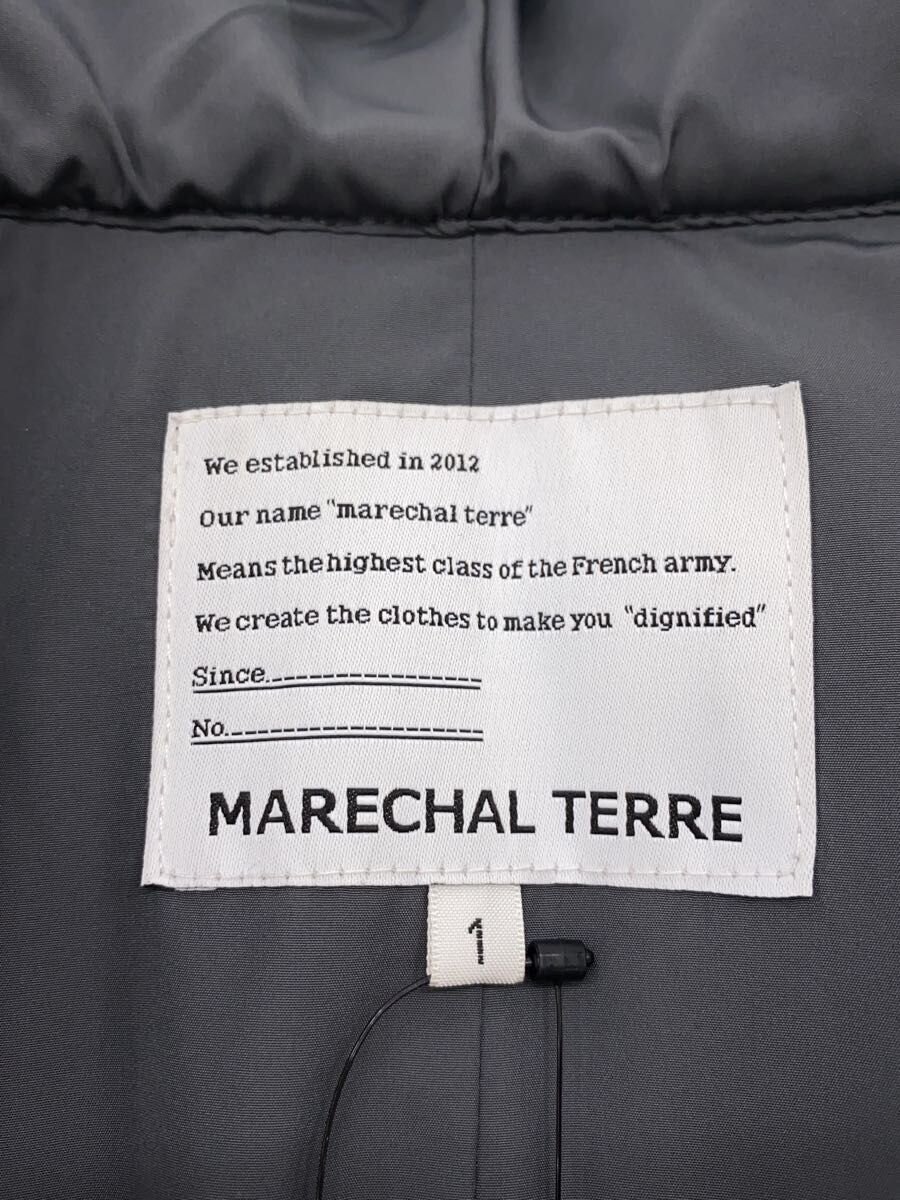 We established in 2012
Our name "marechal terre"
Means the highest class of the French army.
We create the clothes to make you "dignified"
Since
No.
MARECHAL TERRE
1